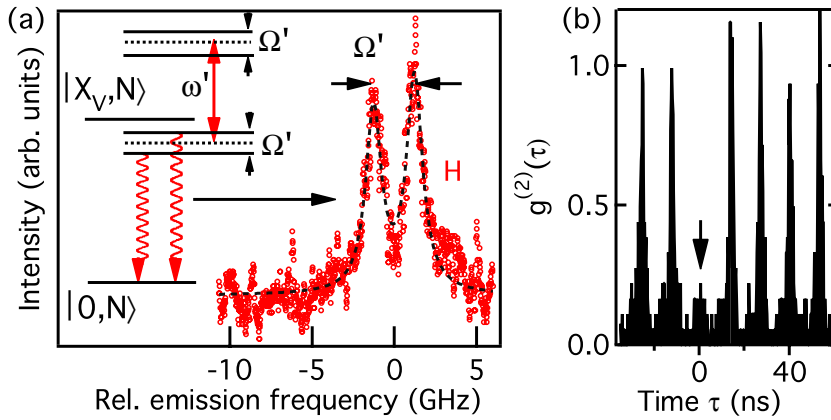 (a)
Ω'
|X_V,N⟩
ω'
Ω'
|0,N⟩
Ω'
H
Intensity (arb. units)
-10 -5 0 5
Rel. emission frequency (GHz)
(b)
1.0
0.5
0.0
g^(2)(τ)
0 40
Time τ (ns)